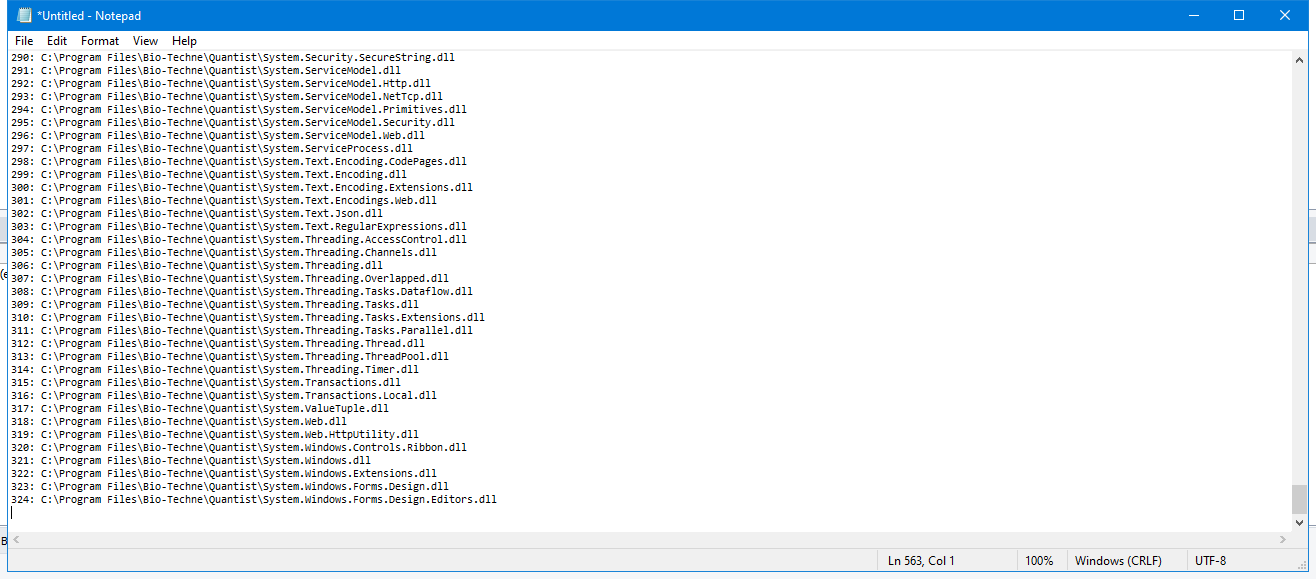 *Untitled - Notepad
File Edit Format View Help
290: C:\Program Files\Bio-Techne\Quantist\System.Security.SecureString.dll
291: C:\Program Files\Bio-Techne\Quantist\System.ServiceModel.dll
292: C:\Program Files\Bio-Techne\Quantist\System.ServiceModel.Http.dll
293: C:\Program Files\Bio-Techne\Quantist\System.ServiceModel.NetTcp.dll
294: C:\Program Files\Bio-Techne\Quantist\System.ServiceModel.Primitives.dll
295: C:\Program Files\Bio-Techne\Quantist\System.ServiceModel.Security.dll
296: C:\Program Files\Bio-Techne\Quantist\System.ServiceModel.Web.dll
297: C:\Program Files\Bio-Techne\Quantist\System.ServiceProcess.dll
298: C:\Program Files\Bio-Techne\Quantist\System.Text.Encoding.CodePages.dll
299: C:\Program Files\Bio-Techne\Quantist\System.Text.Encoding.dll
300: C:\Program Files\Bio-Techne\Quantist\System.Text.Encoding.Extensions.dll
301: C:\Program Files\Bio-Techne\Quantist\System.Text.Encodings.Web.dll
302: C:\Program Files\Bio-Techne\Quantist\System.Text.Json.dll
303: C:\Program Files\Bio-Techne\Quantist\System.Text.RegularExpressions.dll
304: C:\Program Files\Bio-Techne\Quantist\System.Threading.AccessControl.dll
305: C:\Program Files\Bio-Techne\Quantist\System.Threading.Channels.dll
306: C:\Program Files\Bio-Techne\Quantist\System.Threading.dll
307: C:\Program Files\Bio-Techne\Quantist\System.Threading.Overlapped.dll
308: C:\Program Files\Bio-Techne\Quantist\System.Threading.Tasks.Dataflow.dll
309: C:\Program Files\Bio-Techne\Quantist\System.Threading.Tasks.dll
310: C:\Program Files\Bio-Techne\Quantist\System.Threading.Tasks.Extensions.dll
311: C:\Program Files\Bio-Techne\Quantist\System.Threading.Tasks.Parallel.dll
312: C:\Program Files\Bio-Techne\Quantist\System.Threading.Thread.dll
313: C:\Program Files\Bio-Techne\Quantist\System.Threading.ThreadPool.dll
314: C:\Program Files\Bio-Techne\Quantist\System.Threading.Timer.dll
315: C:\Program Files\Bio-Techne\Quantist\System.Transactions.dll
316: C:\Program Files\Bio-Techne\Quantist\System.Transactions.Local.dll
317: C:\Program Files\Bio-Techne\Quantist\System.ValueTuple.dll
318: C:\Program Files\Bio-Techne\Quantist\System.Web.dll
319: C:\Program Files\Bio-Techne\Quantist\System.Web.HttpUtility.dll
320: C:\Program Files\Bio-Techne\Quantist\System.Windows.Controls.Ribbon.dll
321: C:\Program Files\Bio-Techne\Quantist\System.Windows.dll
322: C:\Program Files\Bio-Techne\Quantist\System.Windows.Extensions.dll
323: C:\Program Files\Bio-Techne\Quantist\System.Windows.Forms.Design.dll
324: C:\Program Files\Bio-Techne\Quantist\System.Windows.Forms.Design.Editors.dll
Ln 563, Col 1 100% Windows (CRLF) UTF-8